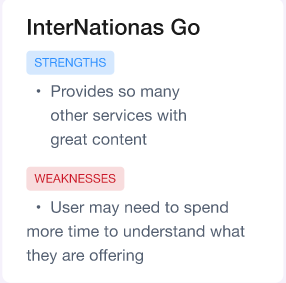 InterNationas Go
STRENGTHS
• Provides so many
other services with
great content
WEAKNESSES
• User may need to spend
more time to understand what
they are offering